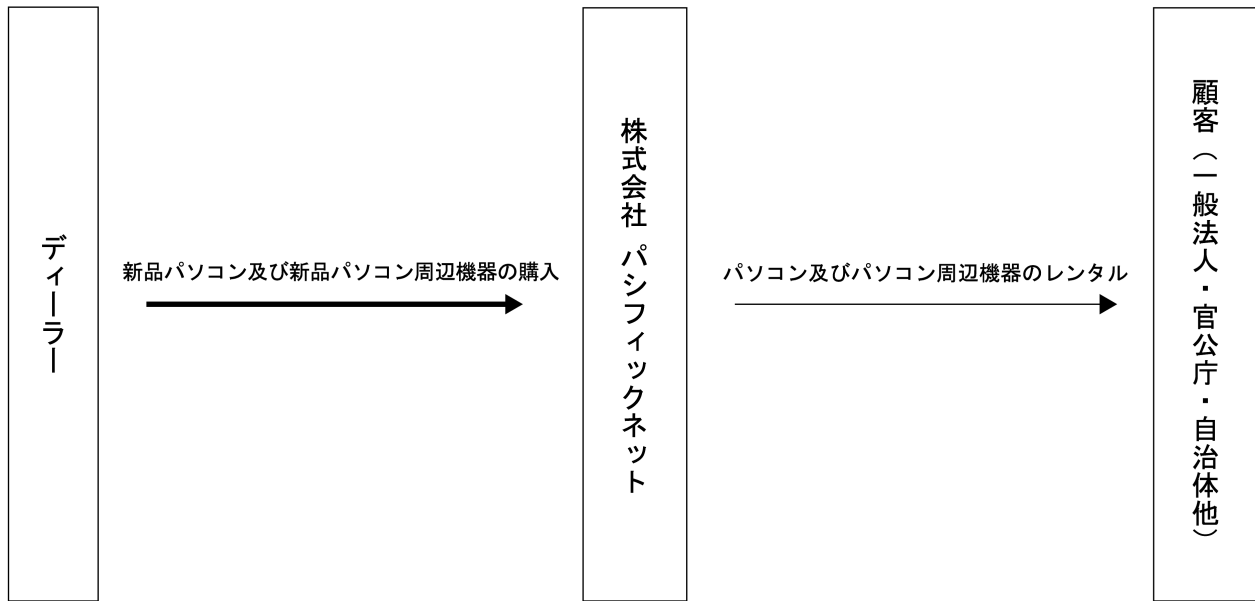 ディーラー
新品パソコン及び新品パソコン周辺機器の購入
株式会社 パシフィックネット
パソコン及びパソコン周辺機器のレンタル
顧客（一般法人・官公庁・自治体他）